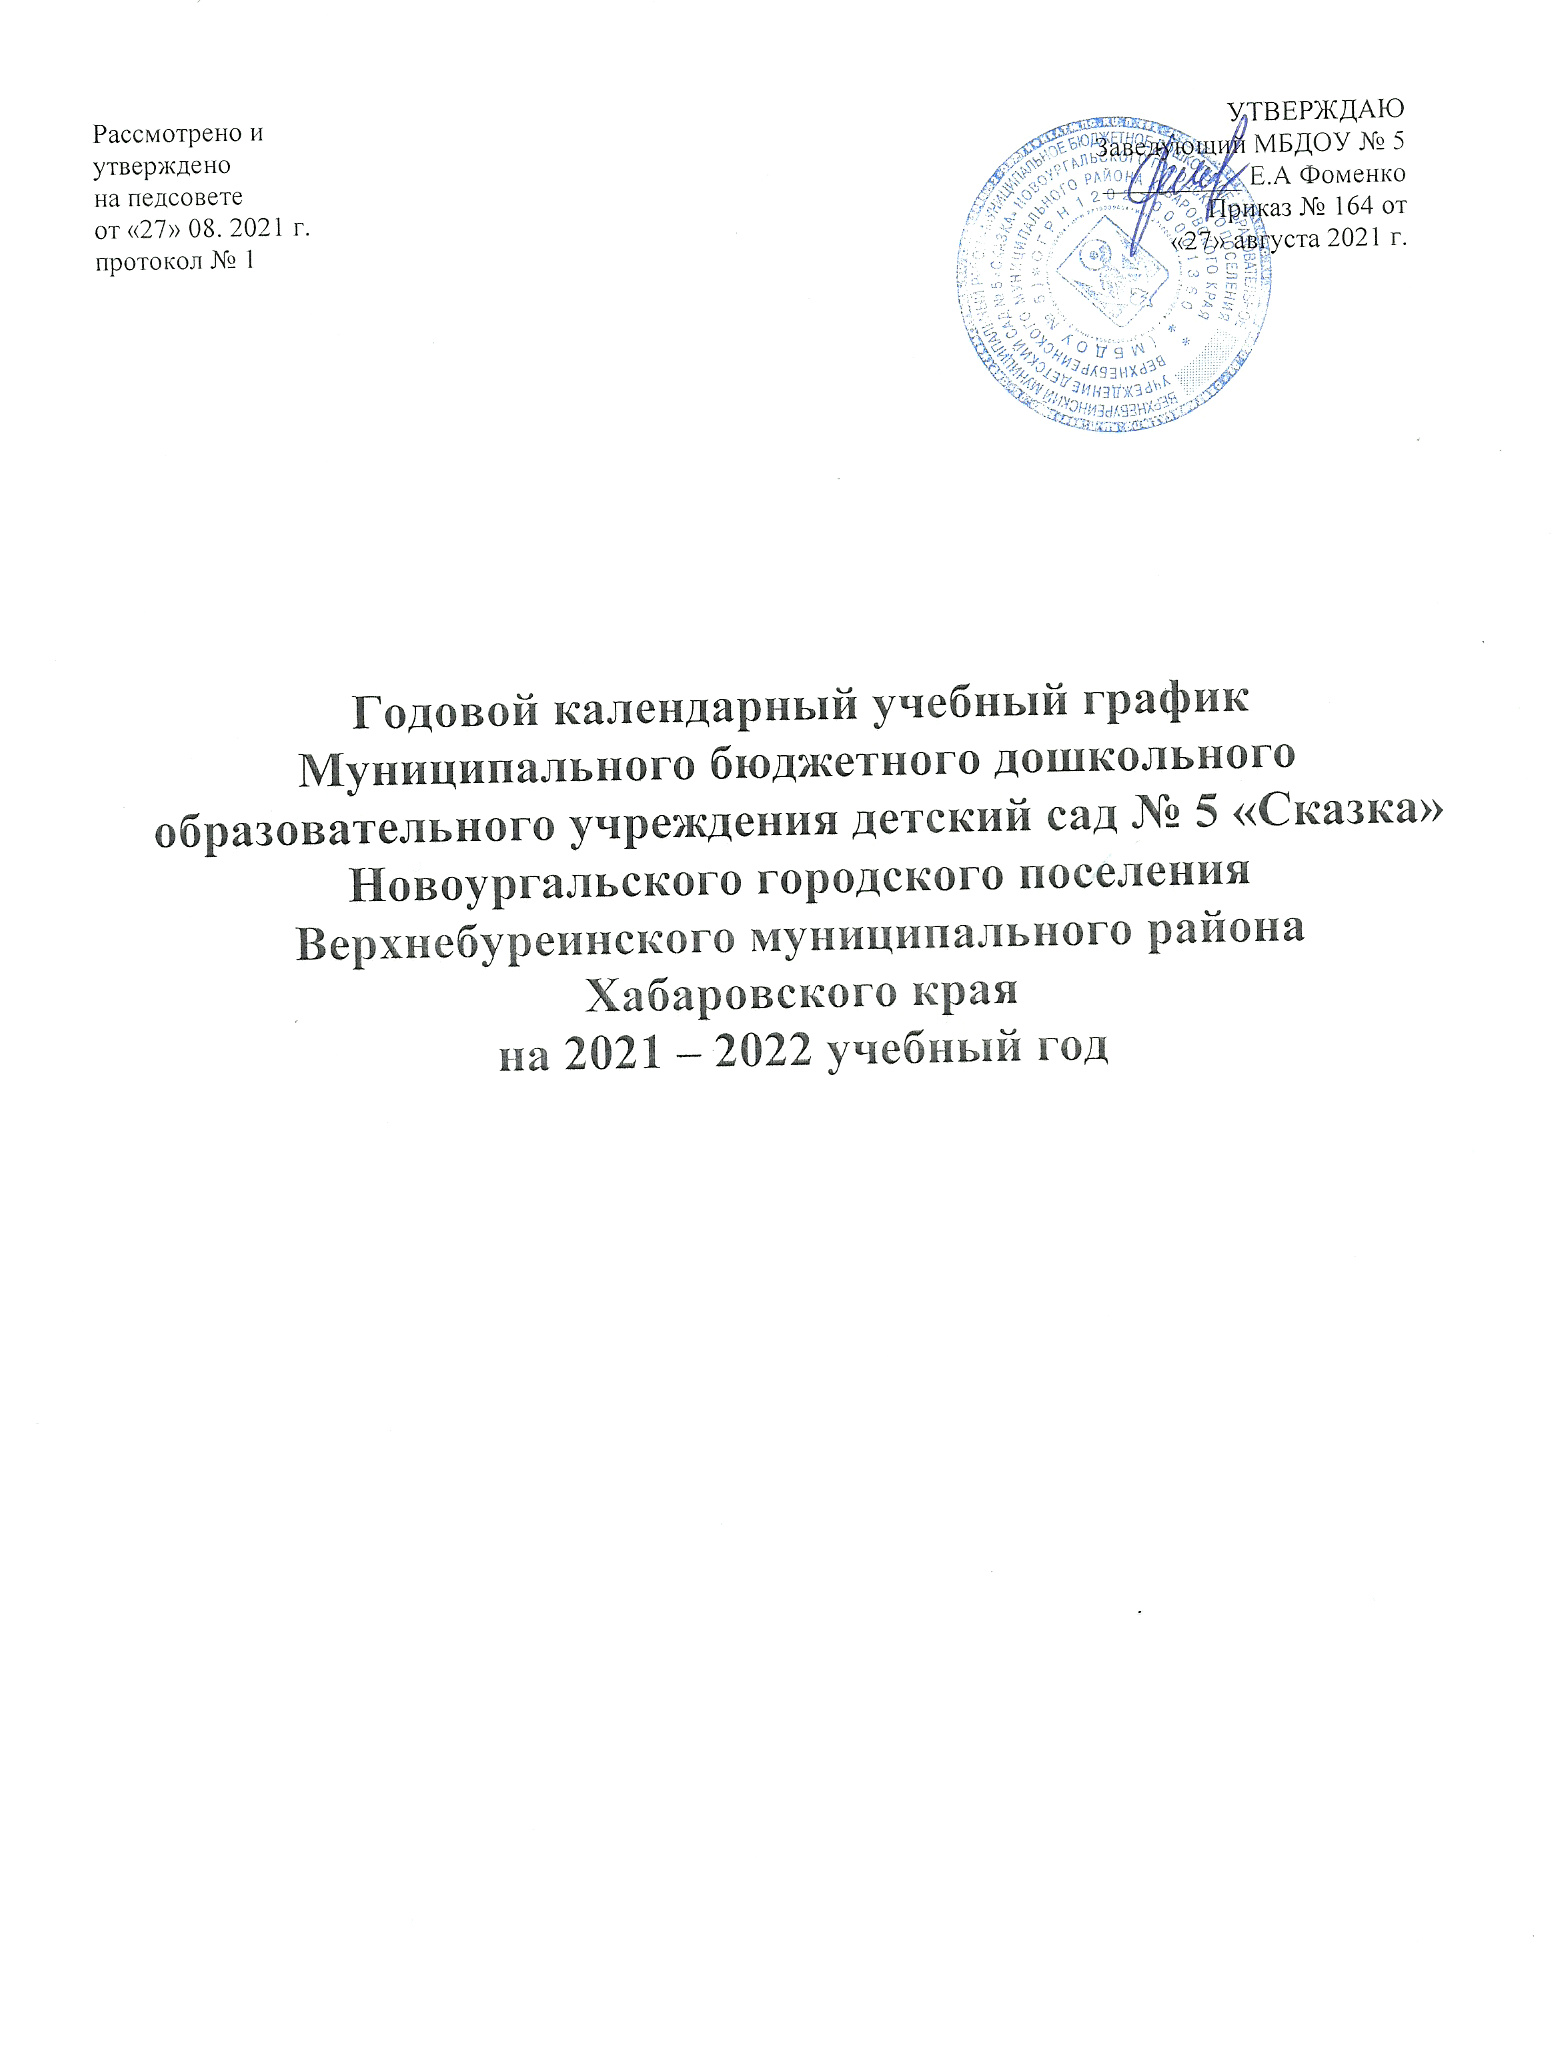 Рассмотрено и
утверждено
на педсовете
от «27» 08. 2021 г.
протокол № 1
УТВЕРЖДАЮ
Заведующий МБДОУ № 5
Е.А Фоменко
Приказ № 164 от
«27» августа 2021 г.
Годовой календарный учебный график
Муниципального бюджетного дошкольного
образовательного учреждения детский сад № 5 «Сказка»
Новоургальского городского поселения
Верхнебуреинского муниципального района
Хабаровского края
на 2021 – 2022 учебный год